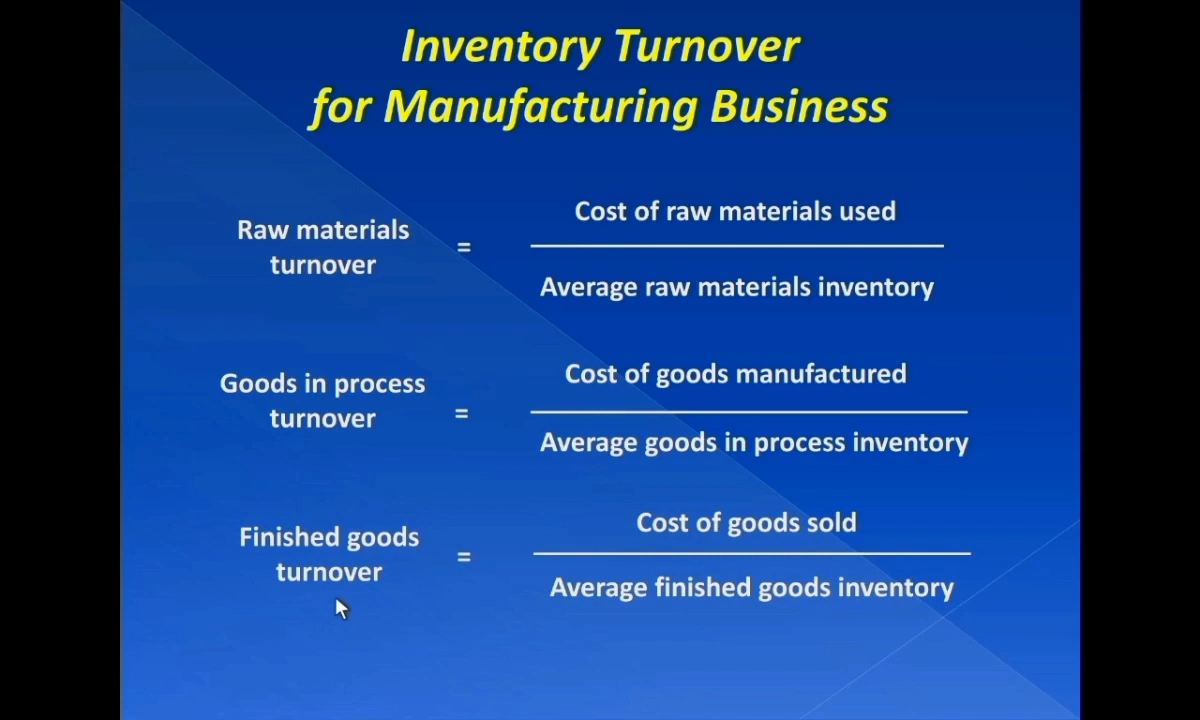 Inventory Turnover
for Manufacturing Business
Raw materials
turnover
=
Cost of raw materials used
Average raw materials inventory
Goods in process
turnover
=
Cost of goods manufactured
Average goods in process inventory
Finished goods
turnover
=
Cost of goods sold
Average finished goods inventory